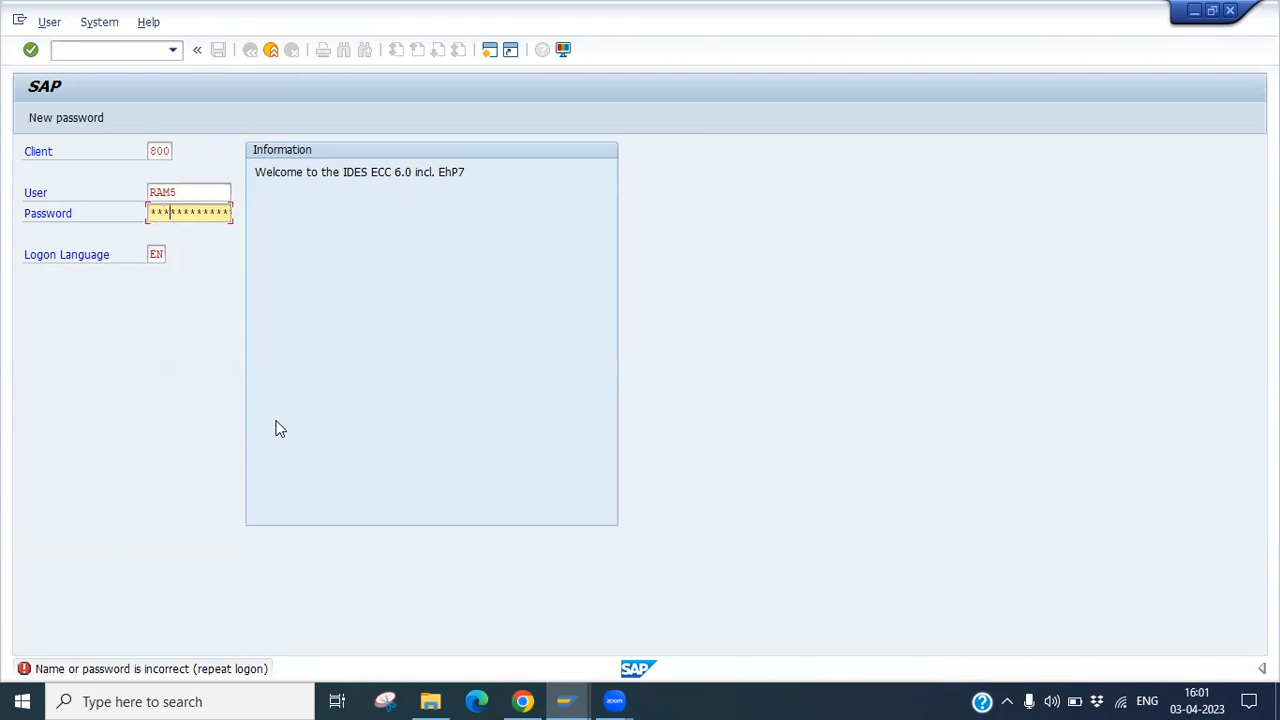 User System Help
SAP
New password
Client 800
Information
Welcome to the IDES ECC 6.0 incl. EhP7
User RAM5
Password ************
Logon Language EN
Name or password is incorrect (repeat logon)
SAP
Type here to search
zoom
ENG
16:01
03-04-2023